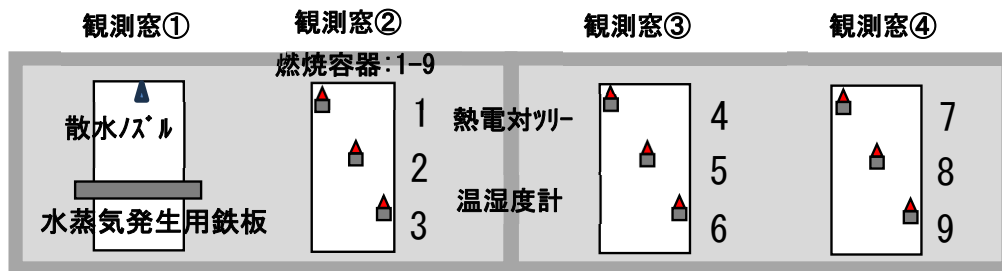 観測窓①
観測窓②
観測窓③
観測窓④
燃焼容器:1-9
散水ﾉｽﾞﾙ
水蒸気発生用鉄板
1
2
3
熱電対ﾂﾘｰ
温湿度計
4
5
6
7
8
9